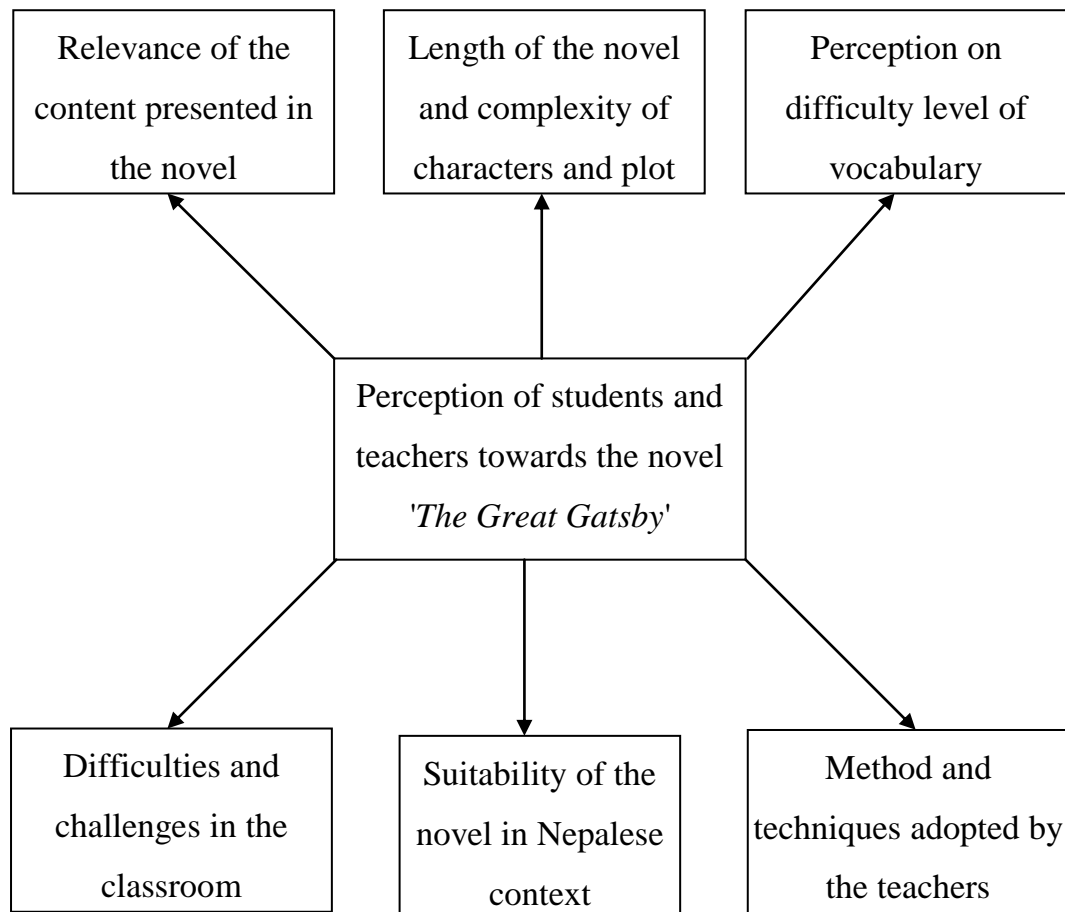 Relevance of the
content presented in
the novel
Length of the novel
and complexity of
characters and plot
Perception on
difficulty level of
vocabulary
Perception of students and
teachers towards the novel
'The Great Gatsby'
Difficulties and
challenges in the
classroom
Suitability of the
novel in Nepalese
context
Method and
techniques adopted by
the teachers